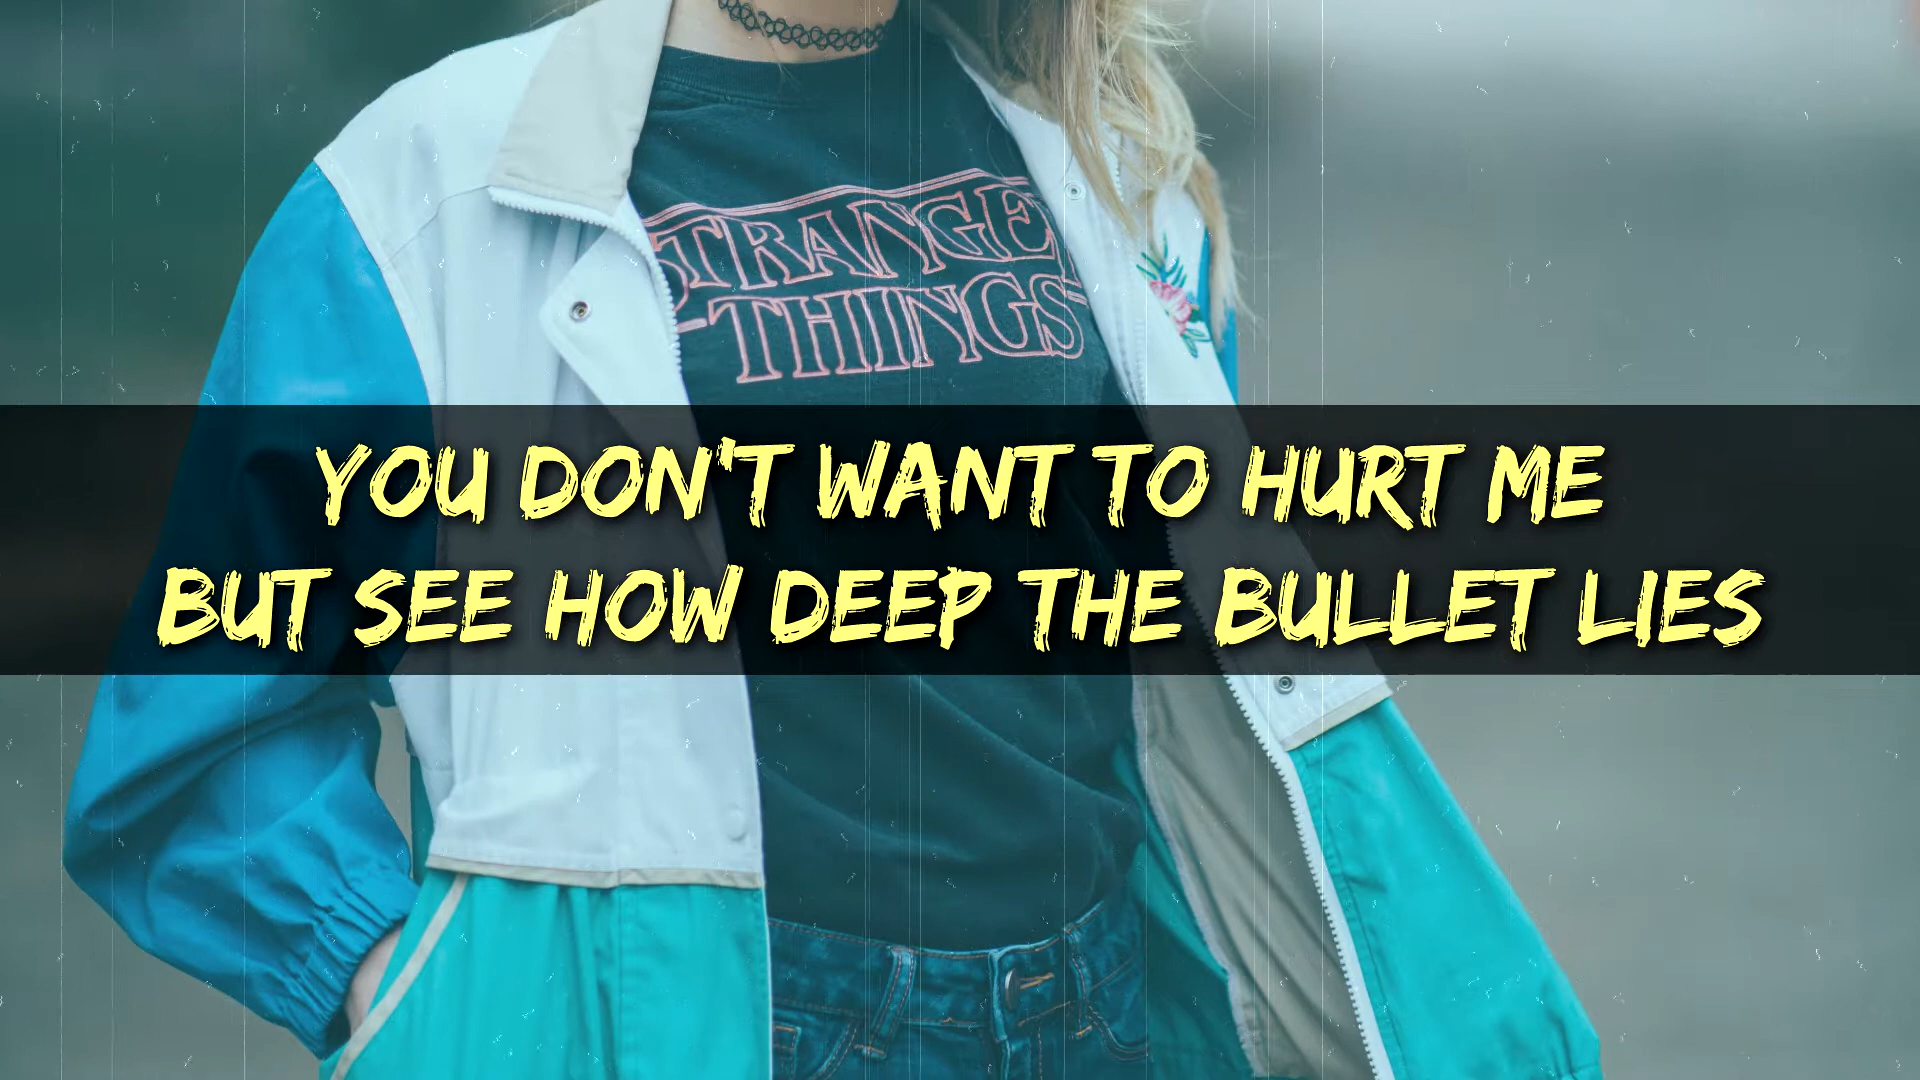 STRANGER
THINGS
YOU DON'T WANT TO HURT ME
BUT SEE HOW DEEP THE BULLET LIES